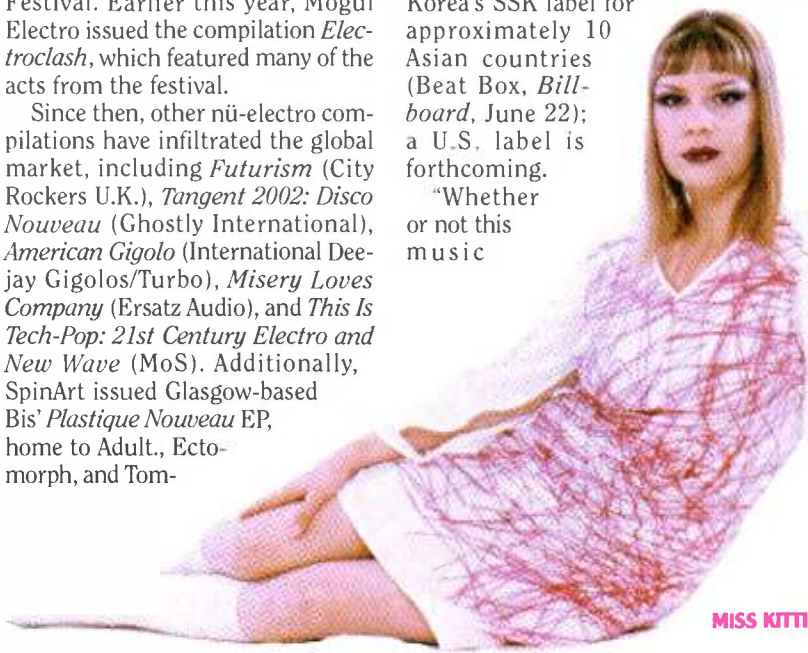 Festival. Earlier this year, Mogul
Electro issued the compilation Elec-
troclash, which featured many of the
acts from the festival.
Since then, other nü-electro com-
pilations have infiltrated the global
market, including Futurism (City
Rockers U.K.), Tangent 2002: Disco
Nouveau (Ghostly International),
American Gigolo (International Dee-
jay Gigolos/Turbo), Misery Loves
Company (Ersatz Audio), and This Is
Tech-Pop: 21st Century Electro and
New Wave (MoS). Additionally,
SpinArt issued Glasgow-based
Bis' Plastique Nouveau EP,
home to Adult., Ecto-
morph, and Tom-
Korea's SSK label for
approximately 10
Asian countries
(Beat Box, Bill-
board, June 22);
a U.S. label is
forthcoming.
"Whether
or not this
music
MISS KITTI